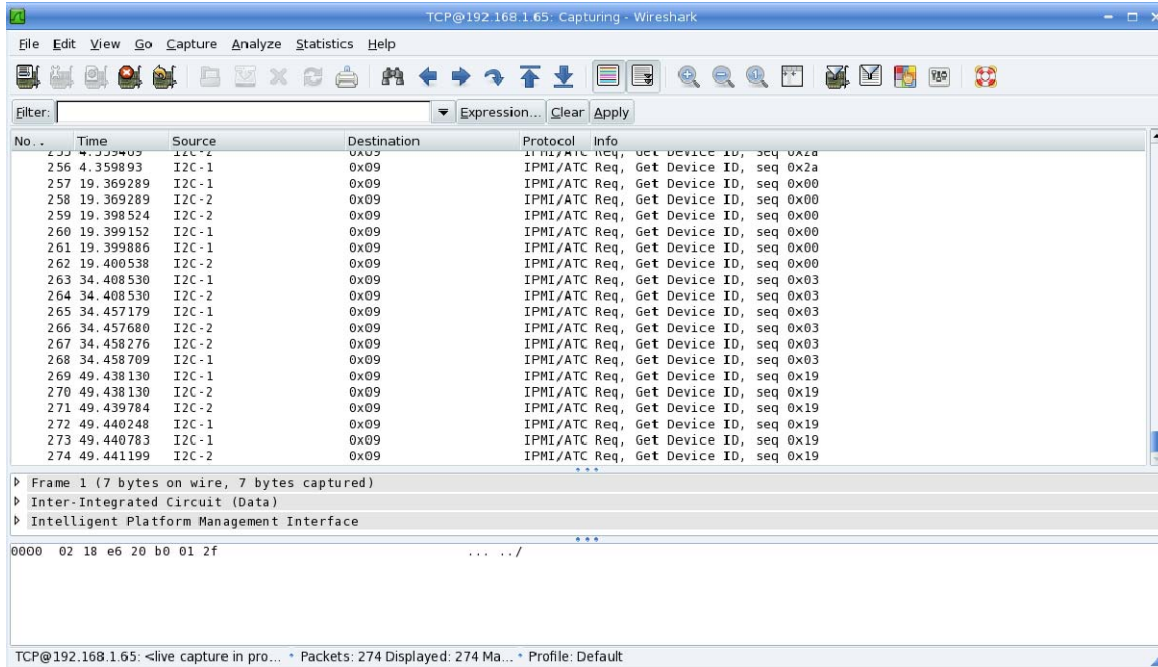 TCP@192.168.1.65: Capturing - Wireshark
File Edit View Go Capture Analyze Statistics Help
Filter: Expression... Clear Apply
No. . Time Source Destination Protocol Info
255 4.359469 I2C-2 0x09 IPMI/ATC Req, Get Device ID, seq 0x2a
256 4.359893 I2C-1 0x09 IPMI/ATC Req, Get Device ID, seq 0x2a
257 19.369289 I2C-1 0x09 IPMI/ATC Req, Get Device ID, seq 0x00
258 19.369289 I2C-2 0x09 IPMI/ATC Req, Get Device ID, seq 0x00
259 19.398524 I2C-2 0x09 IPMI/ATC Req, Get Device ID, seq 0x00
260 19.399152 I2C-1 0x09 IPMI/ATC Req, Get Device ID, seq 0x00
261 19.399886 I2C-1 0x09 IPMI/ATC Req, Get Device ID, seq 0x00
262 19.400538 I2C-2 0x09 IPMI/ATC Req, Get Device ID, seq 0x00
263 34.408530 I2C-1 0x09 IPMI/ATC Req, Get Device ID, seq 0x03
264 34.408530 I2C-2 0x09 IPMI/ATC Req, Get Device ID, seq 0x03
265 34.457179 I2C-1 0x09 IPMI/ATC Req, Get Device ID, seq 0x03
266 34.457680 I2C-2 0x09 IPMI/ATC Req, Get Device ID, seq 0x03
267 34.458276 I2C-2 0x09 IPMI/ATC Req, Get Device ID, seq 0x03
268 34.458709 I2C-1 0x09 IPMI/ATC Req, Get Device ID, seq 0x03
269 49.438130 I2C-1 0x09 IPMI/ATC Req, Get Device ID, seq 0x19
270 49.438130 I2C-2 0x09 IPMI/ATC Req, Get Device ID, seq 0x19
271 49.439784 I2C-2 0x09 IPMI/ATC Req, Get Device ID, seq 0x19
272 49.440248 I2C-1 0x09 IPMI/ATC Req, Get Device ID, seq 0x19
273 49.440783 I2C-1 0x09 IPMI/ATC Req, Get Device ID, seq 0x19
274 49.441199 I2C-2 0x09 IPMI/ATC Req, Get Device ID, seq 0x19
Frame 1 (7 bytes on wire, 7 bytes captured)
Inter-Integrated Circuit (Data)
Intelligent Platform Management Interface
0000 02 18 e6 20 b0 01 2f ... ../
TCP@192.168.1.65: <live capture in pro... Packets: 274 Displayed: 274 Ma... Profile: Default